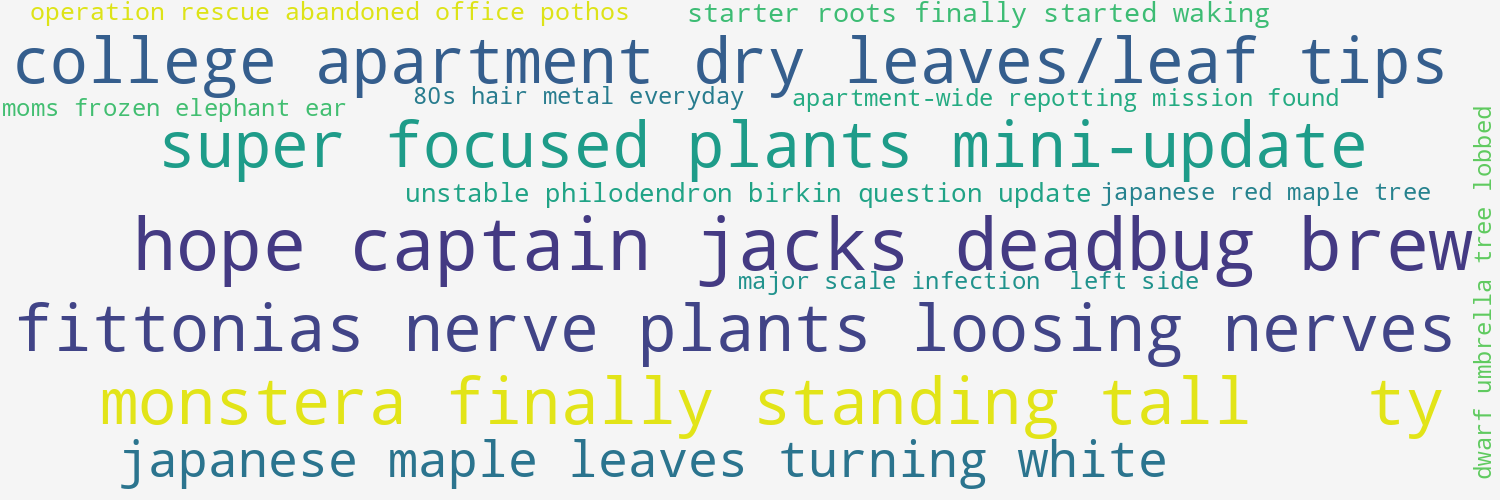 operation rescue abandoned office pothos
starter roots finally started waking
college apartment dry leaves/leaf tips
moms frozen elephant ear
80s hair metal everyday
apartment-wide repotting mission found
super focused plants mini-update
unstable philodendron birkin question update
japanese red maple tree
hope captain jacks deadbug brew
major scale infection  left side
fittonias nerve plants loosing nerves
monstera finally standing tall   ty
japanese maple leaves turning white
dwarf umbrella tree lobbed